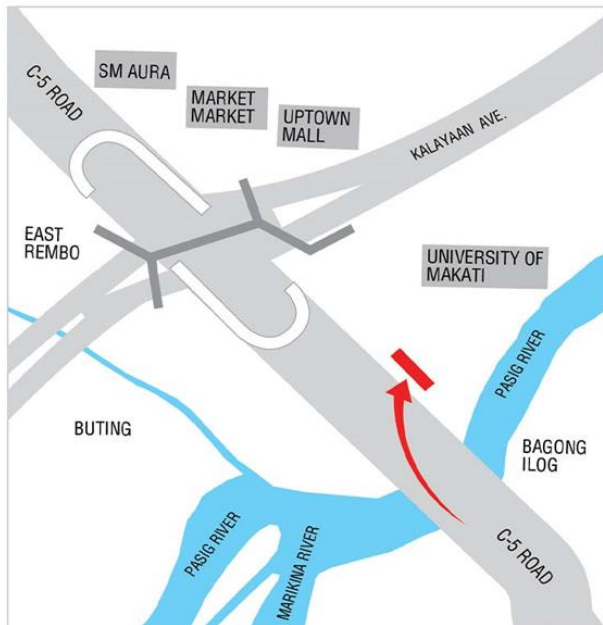 C-5 ROAD
SM AURA
MARKET
MARKET
UPTOWN
MALL
KALAYAAN AVE.
EAST
REMBO
UNIVERSITY OF
MAKATI
PASIG RIVER
BUTING
BAGONG
ILOG
PASIG RIVER
MARIKINA RIVER
C-5 ROAD